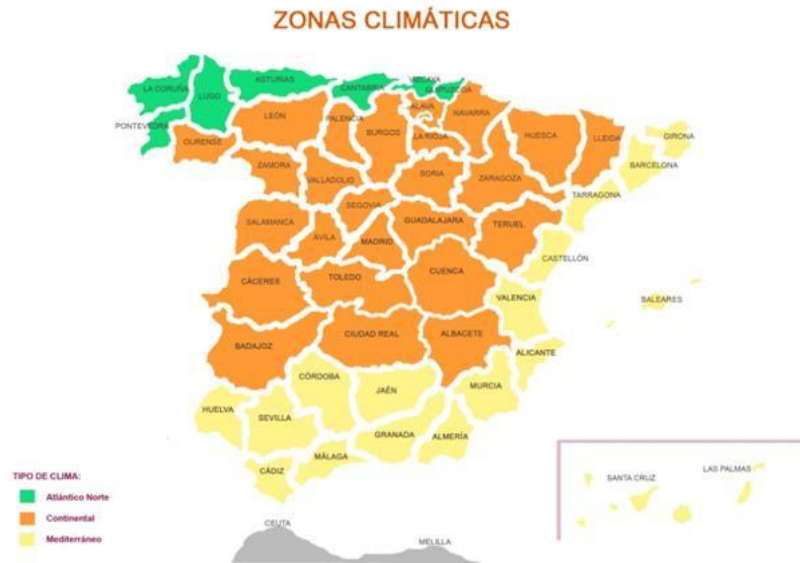 ZONAS CLIMÁTICAS
LA CORUÑA
LUGO
ASTURIAS
CANTABRIA
VIZCAYA
GUIPUZCOA
ALAVA
NAVARRA
PONTEVEDRA
OURENSE
LEÓN
PALENCIA
BURGOS
LA RIOJA
HUESCA
LLEIDA
GIRONA
BARCELONA
ZAMORA
VALLADOLID
SORIA
ZARAGOZA
TARRAGONA
SEGOVIA
SALAMANCA
ÁVILA
MADRID
GUADALAJARA
TERUEL
CASTELLÓN
CÁCERES
TOLEDO
CUENCA
VALENCIA
BALEARES
BADAJOZ
CIUDAD REAL
ALBACETE
ALICANTE
CÓRDOBA
JAÉN
MURCIA
HUELVA
SEVILLA
GRANADA
ALMERÍA
CÁDIZ
MÁLAGA
TIPO DE CLIMA:
Atlántico Norte
Continental
Mediterráneo
CEUTA
MELILLA
SANTA CRUZ
LAS PALMAS